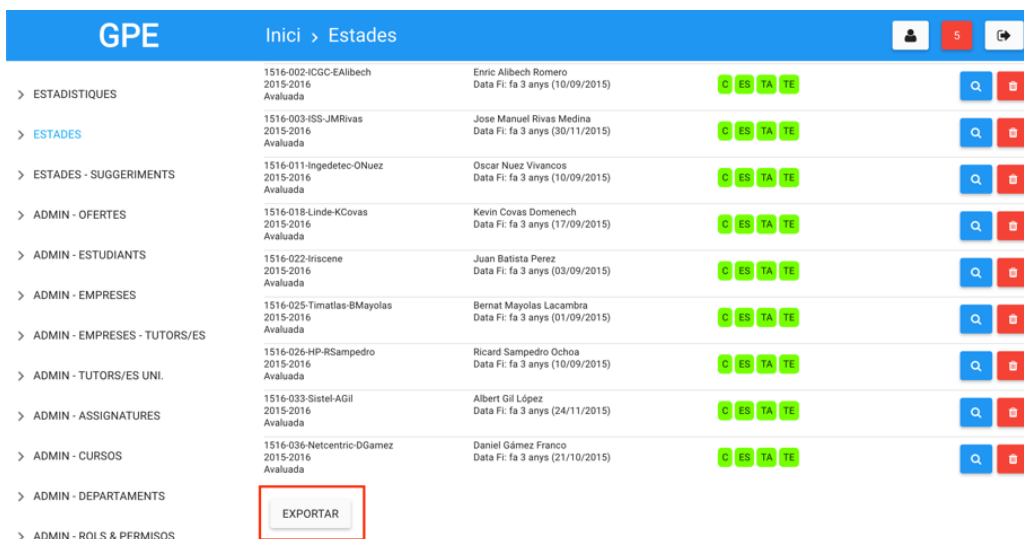 GPE
Inici > Estades
5
> ESTADISTIQUES
> ESTADES
> ESTADES - SUGGERIMENTS
> ADMIN - OFERTES
> ADMIN - ESTUDIANTS
> ADMIN - EMPRESES
> ADMIN - EMPRESES - TUTORS/ES
> ADMIN - TUTORS/ES UNI.
> ADMIN - ASSIGNATURES
> ADMIN - CURSOS
> ADMIN - DEPARTAMENTS
> ADMIN - ROLS & PERMISOS
1516-002-ICGC-EAlibech
2015-2016
Avaluada
Enric Alibech Romero
Data Fi: fa 3 anys (10/09/2015)
C ES TA TE
1516-003-ISS-JMRivas
2015-2016
Avaluada
Jose Manuel Rivas Medina
Data Fi: fa 3 anys (30/11/2015)
C ES TA TE
1516-011-Ingedetec-ONuez
2015-2016
Avaluada
Oscar Nuez Vivancos
Data Fi: fa 3 anys (10/09/2015)
C ES TA TE
1516-018-Linde-KCovas
2015-2016
Avaluada
Kevin Covas Domenech
Data Fi: fa 3 anys (17/09/2015)
C ES TA TE
1516-022-Iriscene
2015-2016
Avaluada
Juan Batista Perez
Data Fi: fa 3 anys (03/09/2015)
C ES TA TE
1516-025-Timatlas-BMayolas
2015-2016
Avaluada
Bernat Mayolas Lacambra
Data Fi: fa 3 anys (01/09/2015)
C ES TA TE
1516-026-HP-RSampedro
2015-2016
Avaluada
Ricard Sampedro Ochoa
Data Fi: fa 3 anys (10/09/2015)
C ES TA TE
1516-033-Sistel-AGil
2015-2016
Avaluada
Albert Gil López
Data Fi: fa 3 anys (24/11/2015)
C ES TA TE
1516-036-Netcentric-DGamez
2015-2016
Avaluada
Daniel Gámez Franco
Data Fi: fa 3 anys (21/10/2015)
C ES TA TE
EXPORTAR